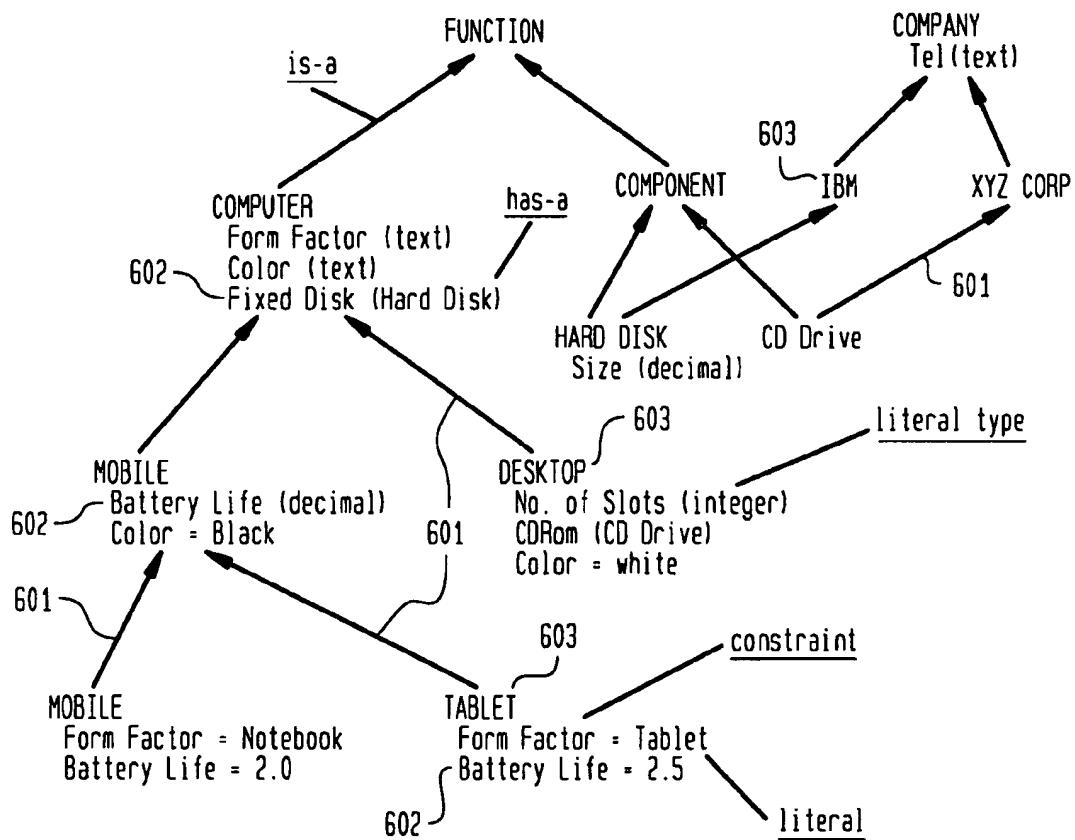 FUNCTION
COMPANY
Tel(text)
is-a
603
COMPONENT
IBM
XYZ CORP
COMPUTER
Form Factor (text)
Color (text)
Fixed Disk (Hard Disk)
has-a
602
601
HARD DISK
Size (decimal)
CD Drive
603
literal type
MOBILE
Battery Life (decimal)
Color = Black
602
DESKTOP
No. of Slots (integer)
CDRom (CD Drive)
Color = white
601
601
603
constraint
MOBILE
Form Factor = Notebook
Battery Life = 2.0
TABLET
Form Factor = Tablet
Battery Life = 2.5
602
literal